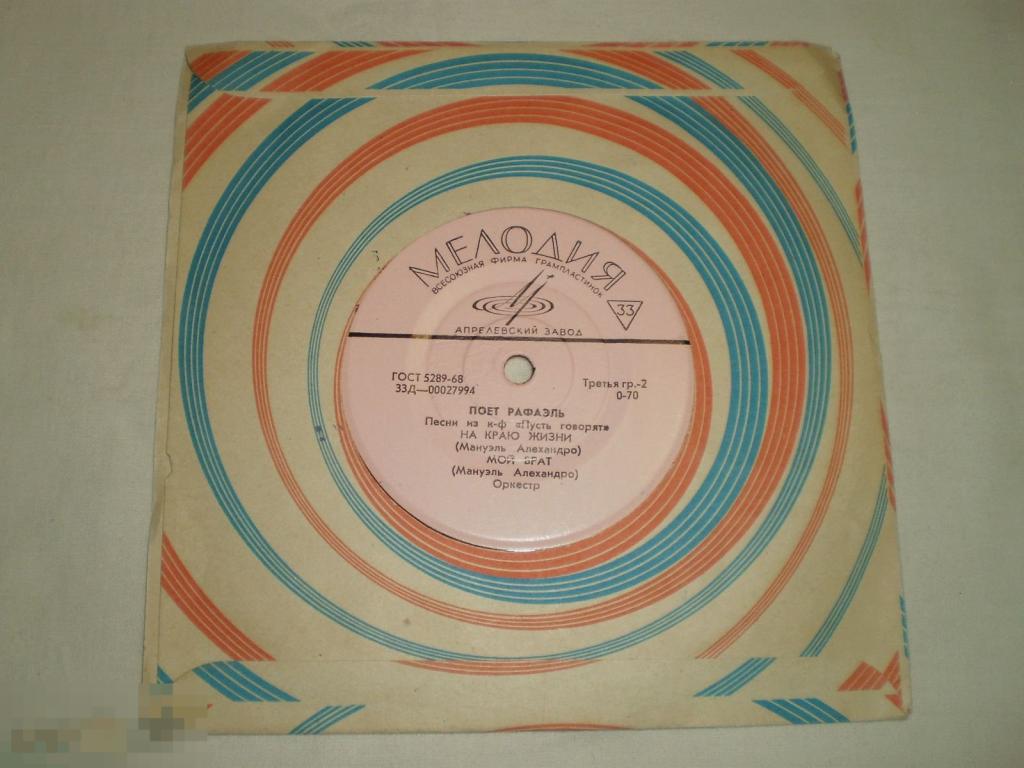 МЕЛОДИЯ
ВСЕСОЮЗНАЯ ФИРМА ГРАМПЛАСТИНОК
33
АПРЕЛЕВСКИЙ ЗАВОД
ГОСТ 5289-68
33Д—00027994
Третья гр.-2
0-70
ПОЕТ РАФАЭЛЬ
Песни из к-ф «Пусть говорят»
НА КРАЮ ЖИЗНИ
(Мануэль Алехандро)
МОЙ БРАТ
(Мануэль Алехандро)
Оркестр